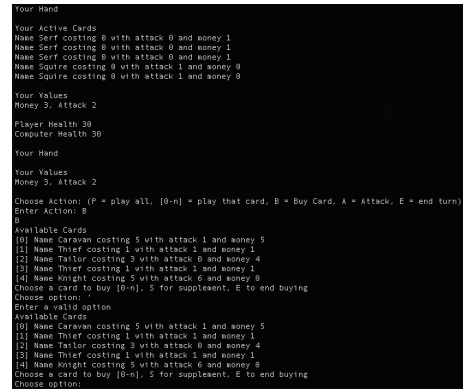 Your Hand
Your Active Cards
Name Serf costing 0 with attack 0 and money 1
Name Serf costing 0 with attack 0 and money 1
Name Serf costing 0 with attack 0 and money 1
Name Squire costing 0 with attack 1 and money 0
Name Squire costing 0 with attack 1 and money 0
Your Values
Money 3, Attack 2
Player Health 30
Computer Health 30
Your Hand
Your Values
Money 3, Attack 2
Choose Action: (P = play all, [0-n] = play that card, B = Buy Card, A = Attack, E = end turn)
Enter Action: B
B
Available Cards
[0] Name Caravan costing 5 with attack 1 and money 5
[1] Name Thief costing 1 with attack 1 and money 1
[2] Name Tailor costing 3 with attack 0 and money 4
[3] Name Thief costing 1 with attack 1 and money 1
[4] Name Knight costing 5 with attack 6 and money 0
Choose a card to buy [0-n], S for supplement, E to end buying
Choose option: '
Enter a valid option
Available Cards
[0] Name Caravan costing 5 with attack 1 and money 5
[1] Name Thief costing 1 with attack 1 and money 1
[2] Name Tailor costing 3 with attack 0 and money 4
[3] Name Thief costing 1 with attack 1 and money 1
[4] Name Knight costing 5 with attack 6 and money 0
Choose a card to buy [0-n], S for supplement, E to end buying
Choose option: